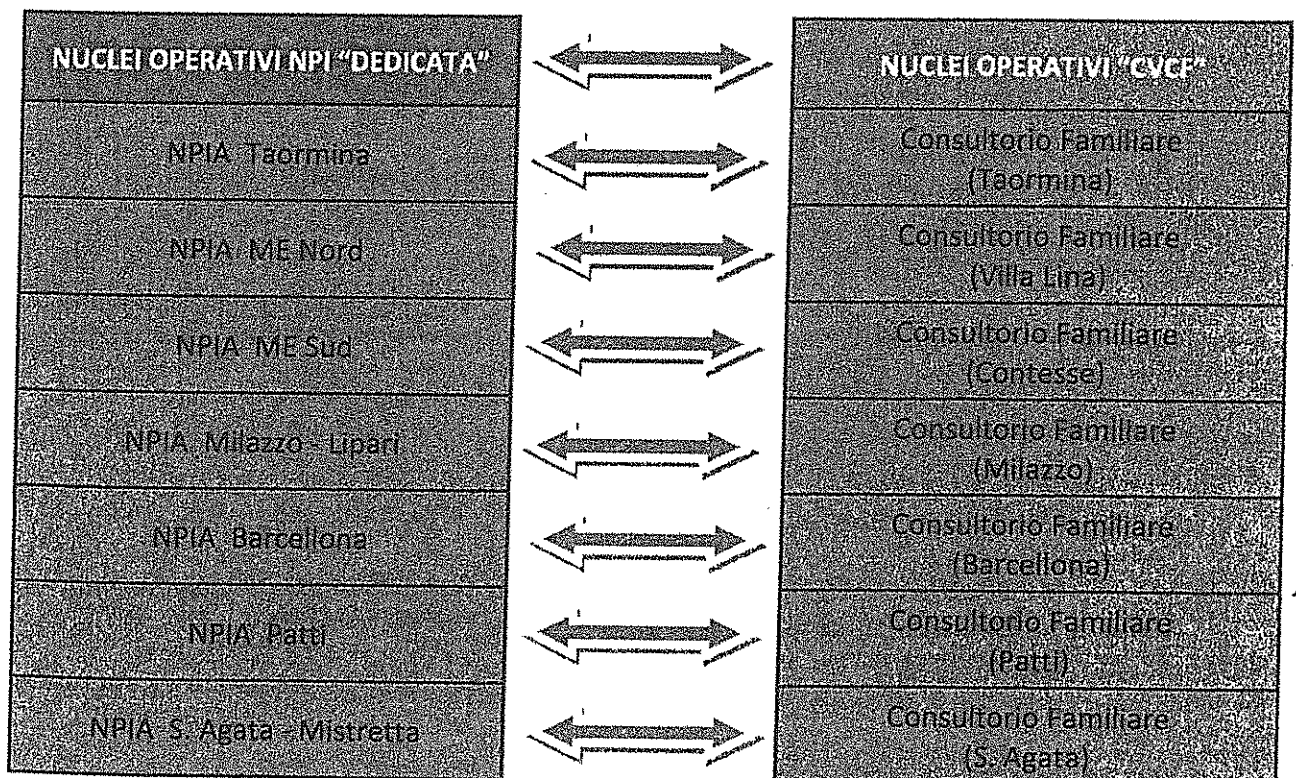 NUCLEI OPERATIVI NPI "DEDICATA"
NUCLEI OPERATIVI "CVCF"
NPIA Taormina
Consultorio Familiare
(Taormina)
NPIA ME Nord
Consultorio Familiare
(Villa Lina)
NPIA ME Sud
Consultorio Familiare
(Contesse)
NPIA Milazzo - Lipari
Consultorio Familiare
(Milazzo)
NPIA Barcellona
Consultorio Familiare
(Barcellona)
NPIA Patti
Consultorio Familiare
(Patti)
NPIA S. Agata - Mistretta
Consultorio Familiare
(S. Agata)